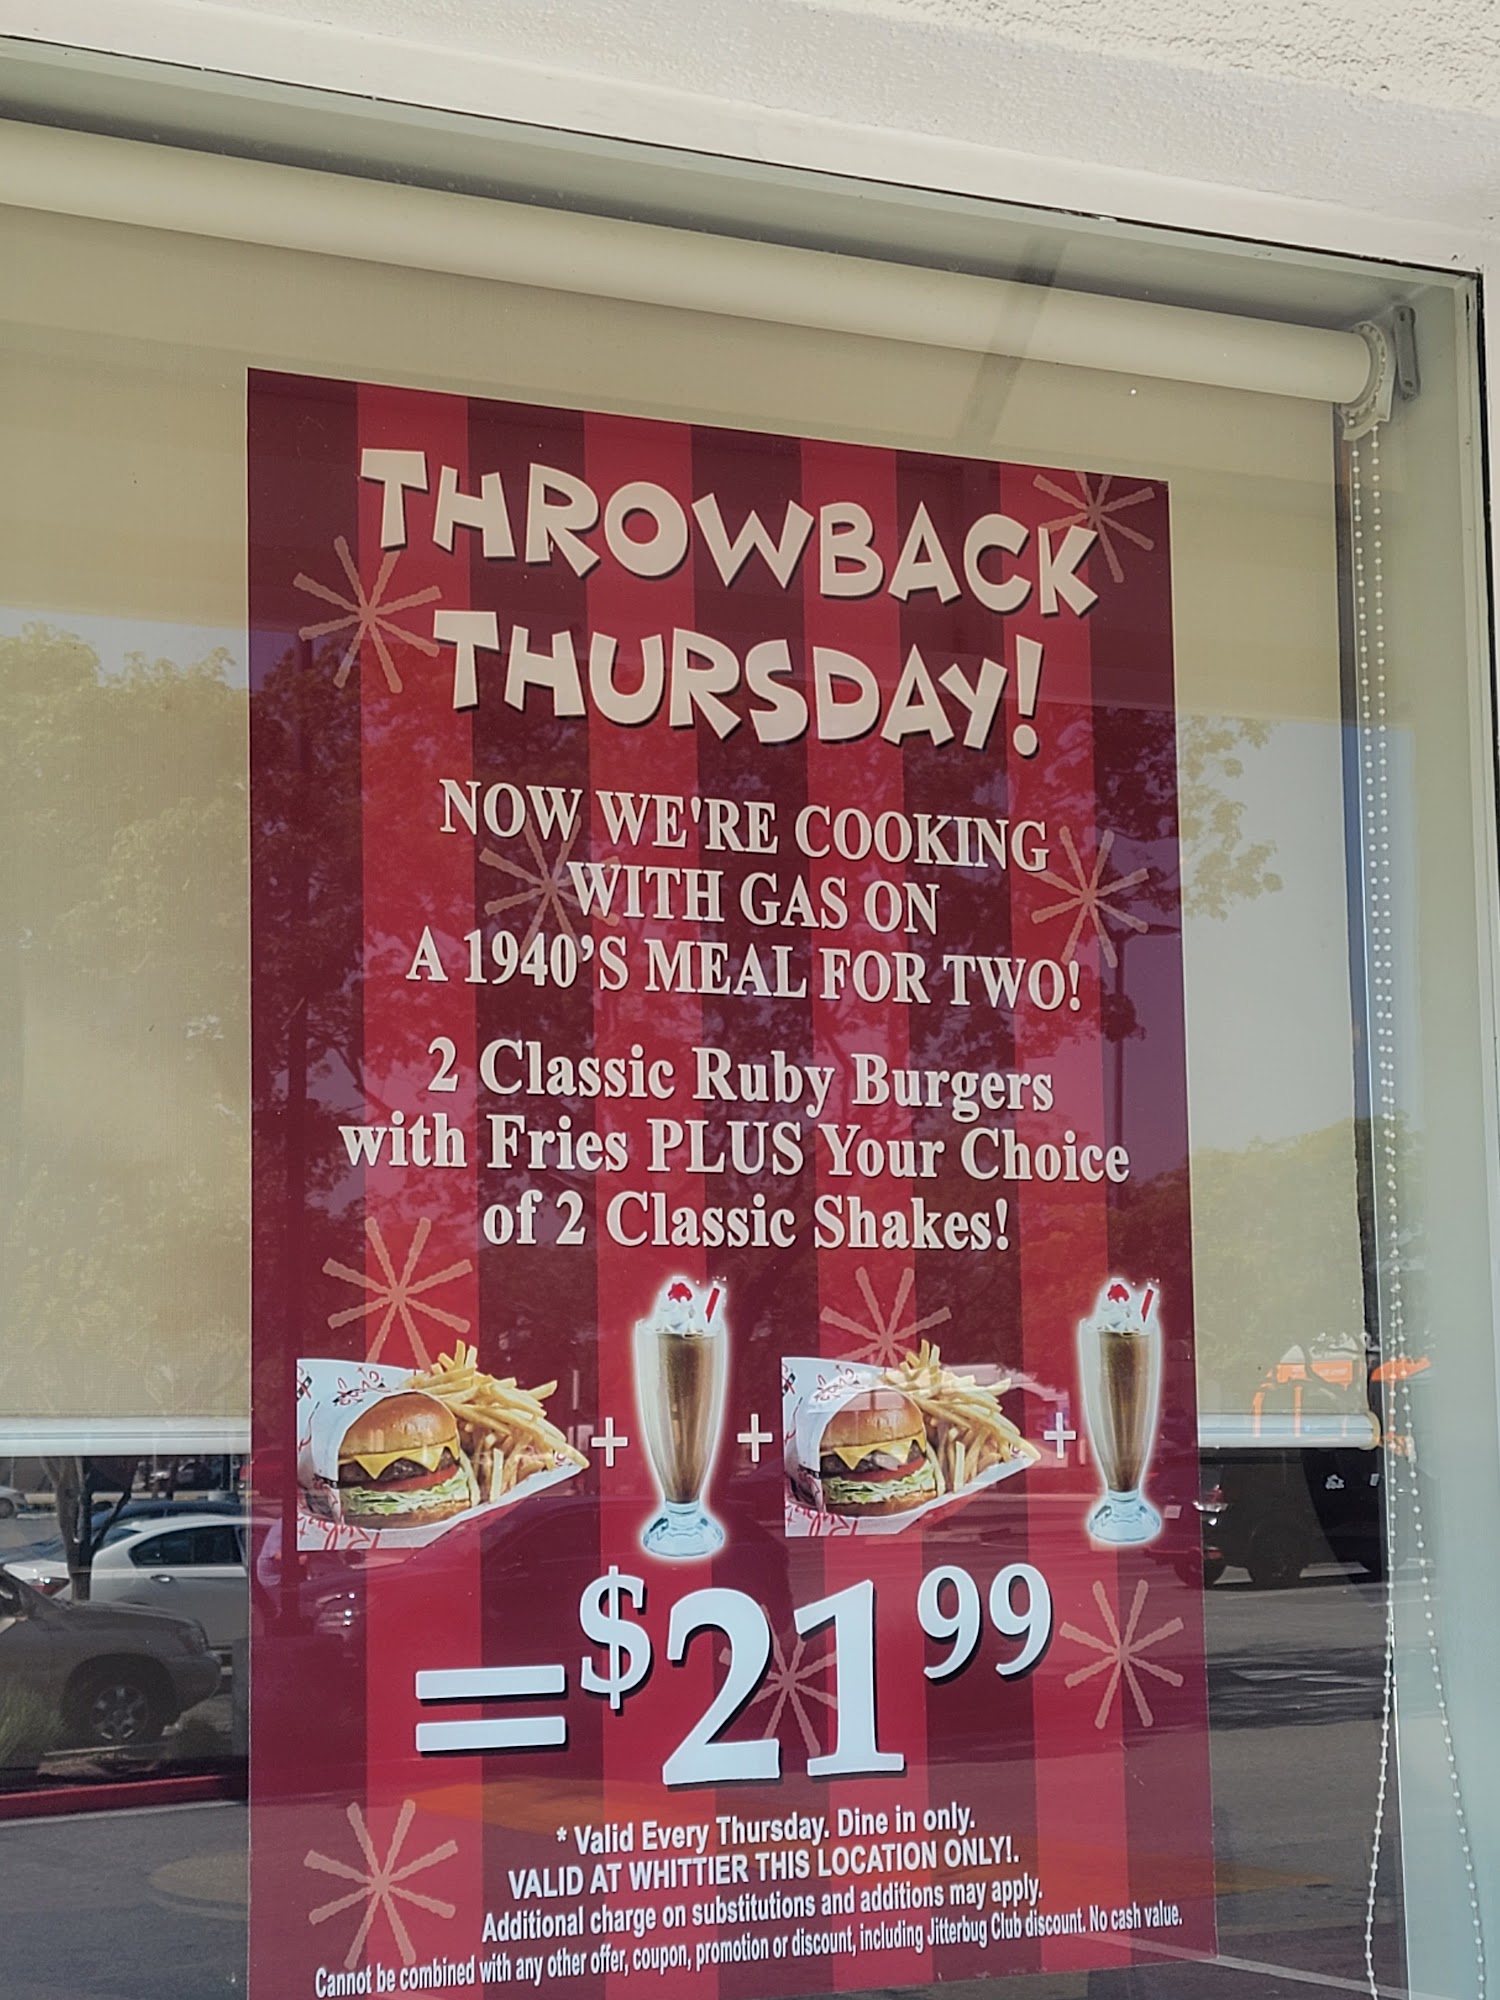 THROWBACK
THURSDAY!
NOW WE'RE COOKING
WITH GAS ON
A 1940'S MEAL FOR TWO!
2 Classic Ruby Burgers
with Fries PLUS Your Choice
of 2 Classic Shakes!
+ + +
=$21 99
* Valid Every Thursday. Dine in only.
VALID AT WHITTIER THIS LOCATION ONLY!.
Additional charge on substitutions and additions may apply.
Cannot be combined with any other offer, coupon, promotion or discount, including Jitterbug Club discount. No cash value.